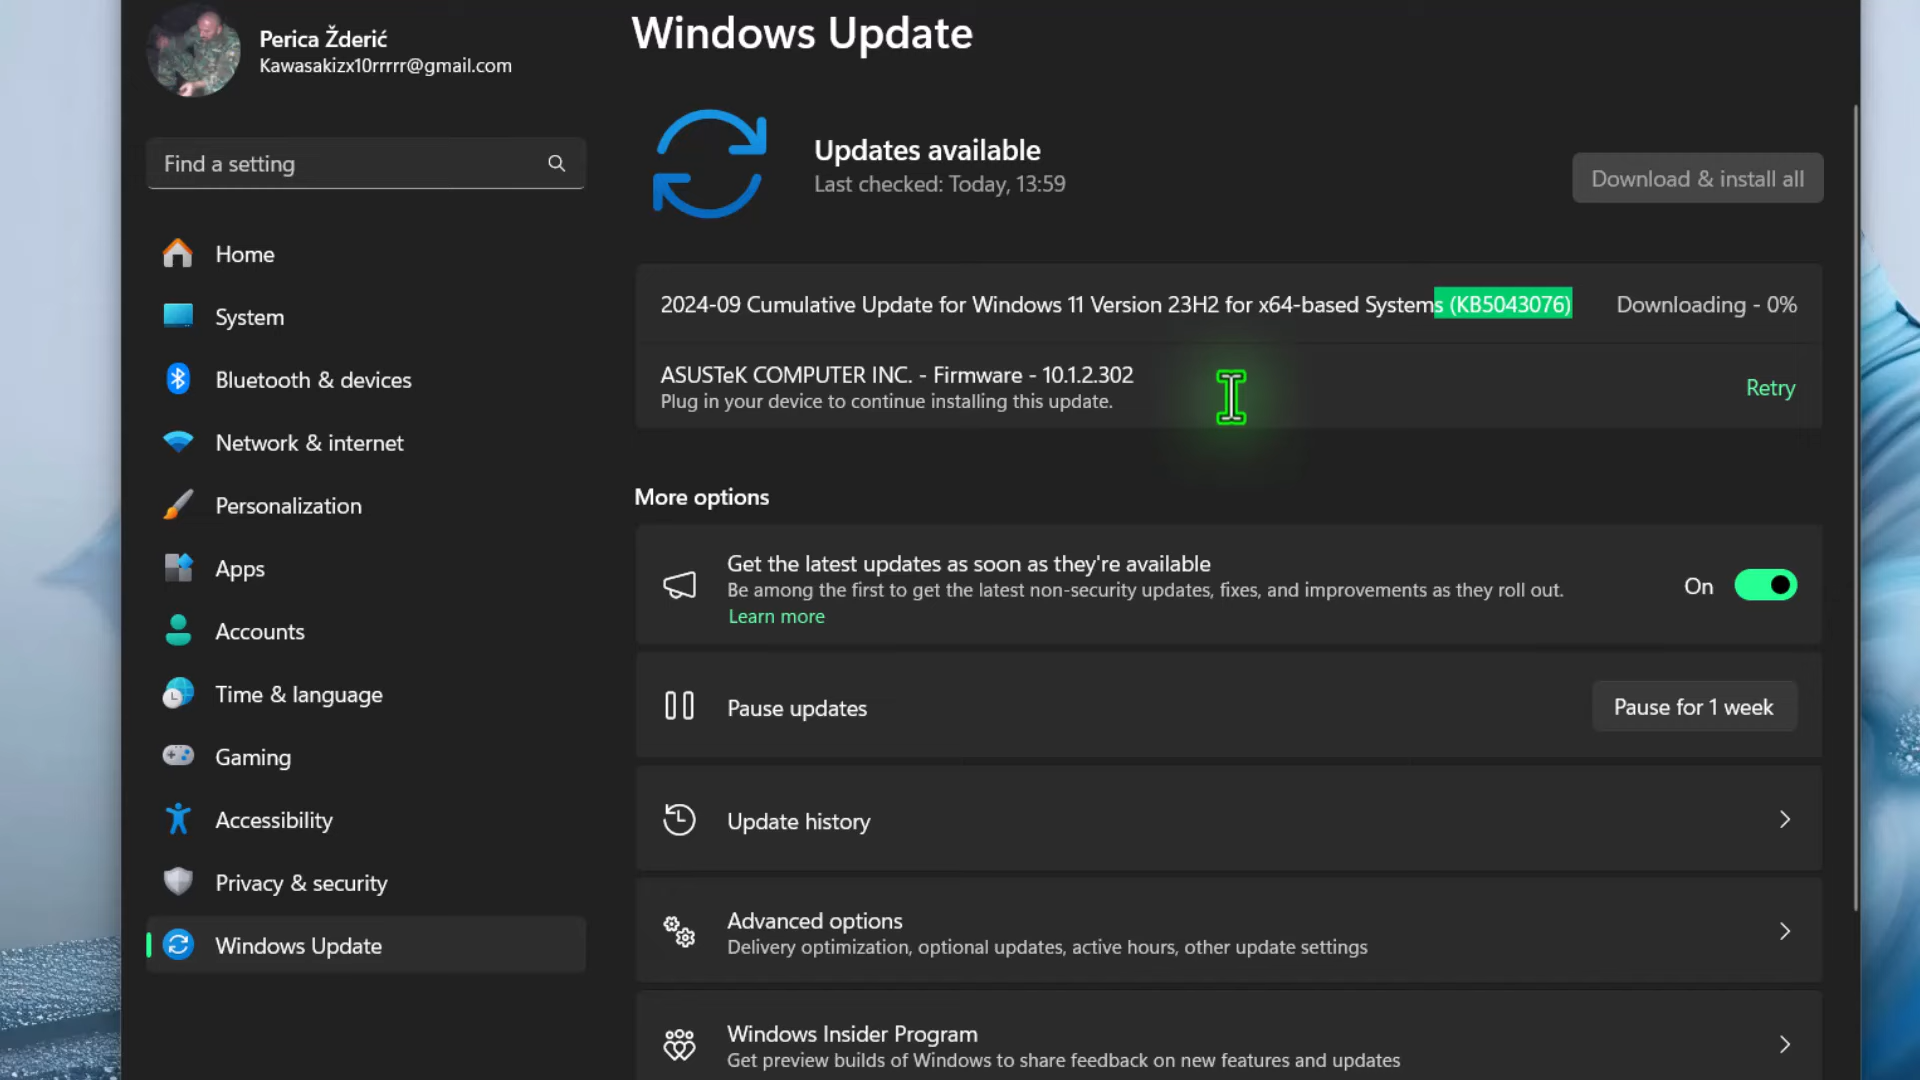 Perica Žderić
Kawasakizx10rrrrr@gmail.com
Find a setting
Home
System
Bluetooth & devices
Network & internet
Personalization
Apps
Accounts
Time & language
Gaming
Accessibility
Privacy & security
Windows Update
Windows Update
Updates available
Last checked: Today, 13:59
Download & install all
2024-09 Cumulative Update for Windows 11 Version 23H2 for x64-based Systems (KB5043076)
Downloading - 0%
ASUSTeK COMPUTER INC. - Firmware - 10.1.2.302
Plug in your device to continue installing this update.
Retry
More options
Get the latest updates as soon as they're available
Be among the first to get the latest non-security updates, fixes, and improvements as they roll out.
Learn more
On
Pause updates
Pause for 1 week
Update history
Advanced options
Delivery optimization, optional updates, active hours, other update settings
Windows Insider Program
Get preview builds of Windows to share feedback on new features and updates